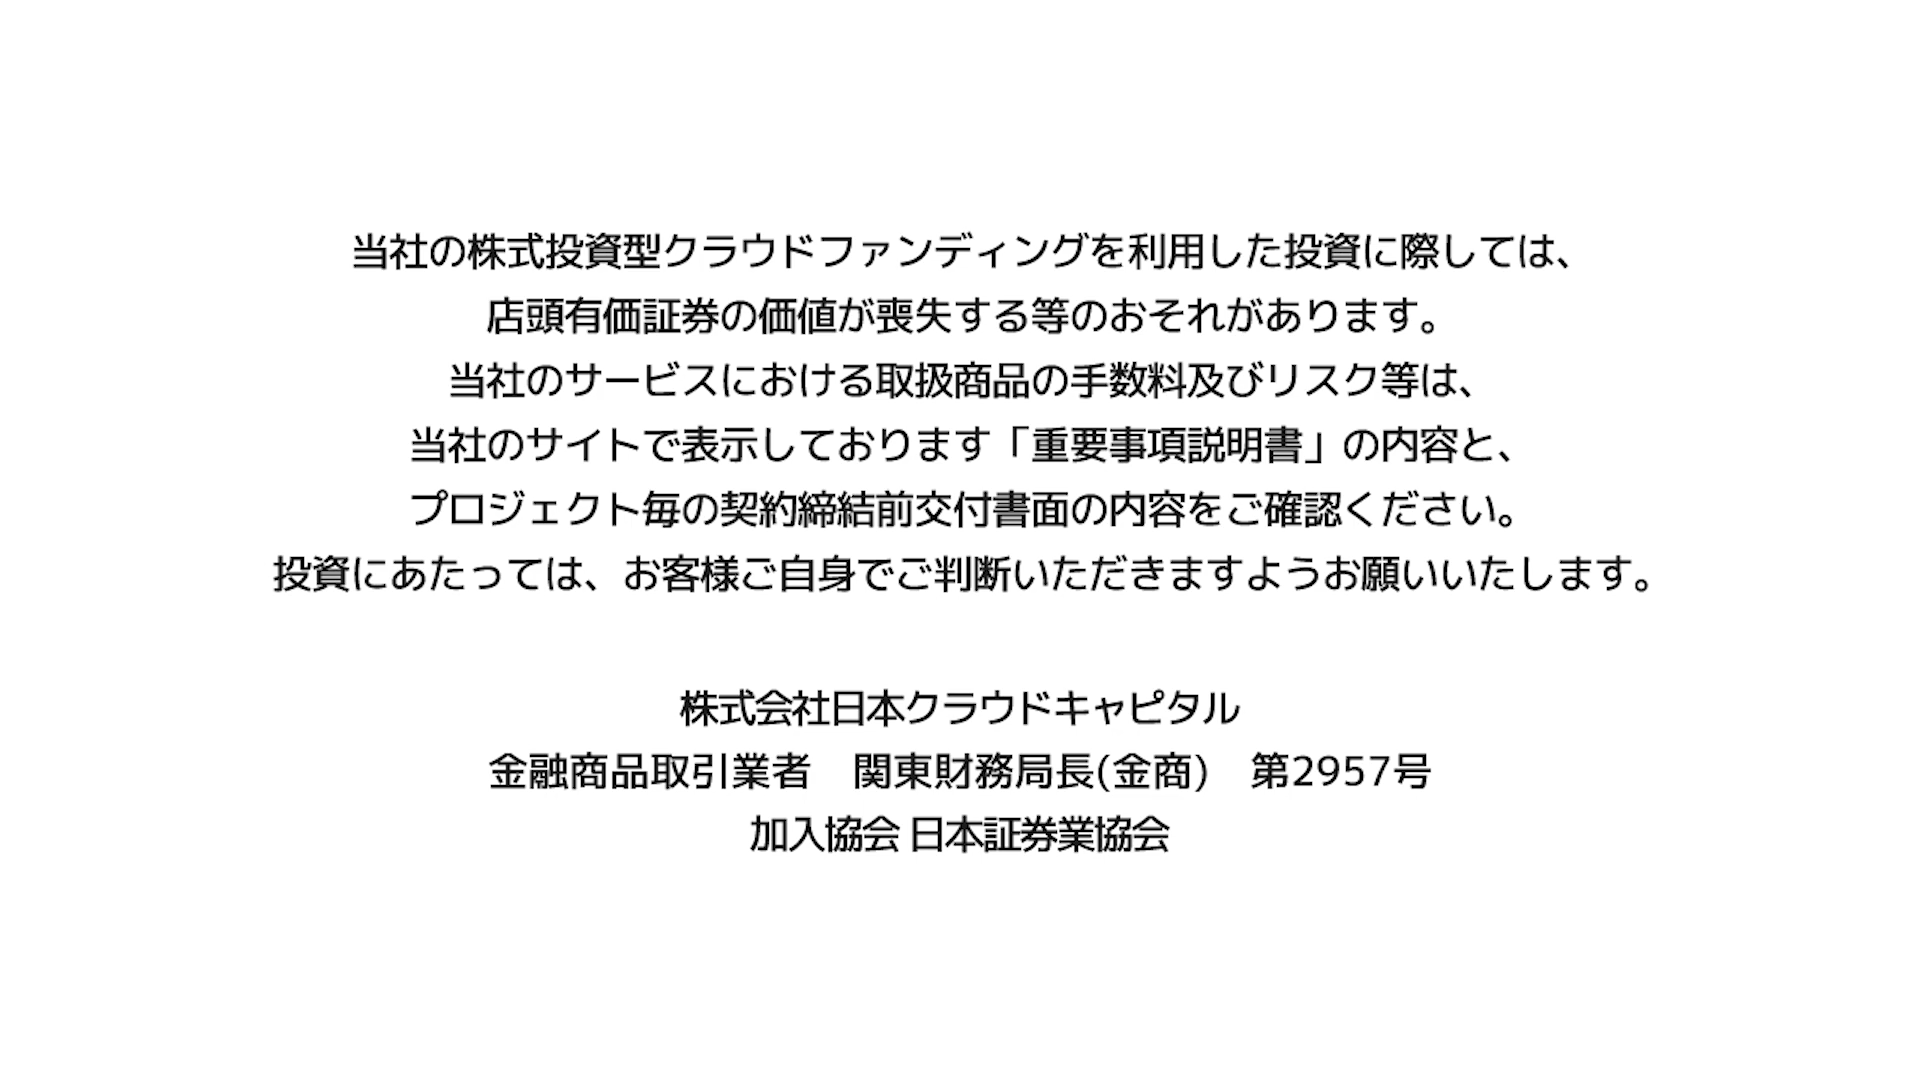 当社の株式投資型クラウドファンディングを利用した投資に際しては、
店頭有価証券の価値が喪失する等のおそれがあります。
当社のサービスにおける取扱商品の手数料及びリスク等は、
当社のサイトで表示しております「重要事項説明書」の内容と、
プロジェクト毎の契約締結前交付書面の内容をご確認ください。
投資にあたっては、お客様ご自身でご判断いただきますようお願いいたします。
株式会社日本クラウドキャピタル
金融商品取引業者　関東財務局長(金商)　第2957号
加入協会 日本証券業協会